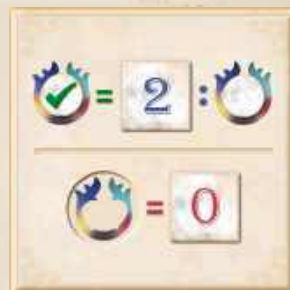 = 2 :
= 0